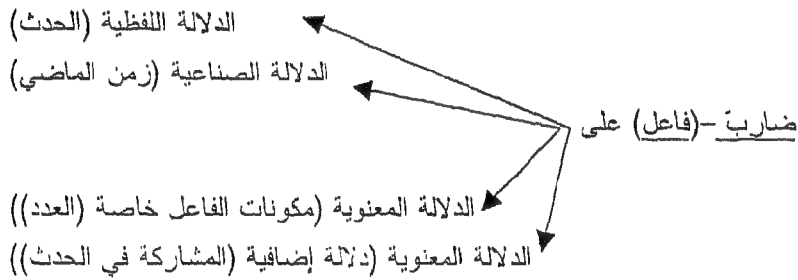 الدلالة اللفظية (الحدث)
الدلالة الصناعية (زمن الماضي)
ضاربَ -(فاعل) على
الدلالة المعنوية (مكونات الفاعل خاصة (العدد))
الدلالة المعنوية (دلالة إضافية (المشاركة في الحدث))